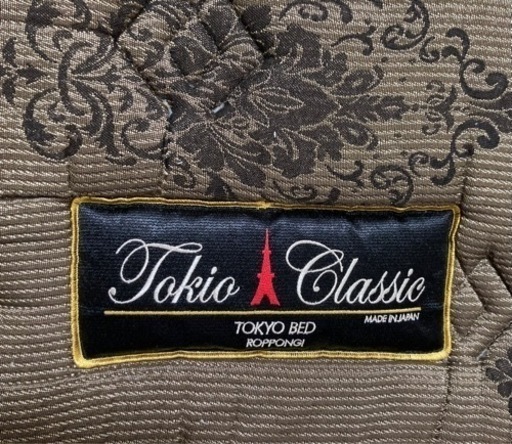 Tokio Classic
MADE IN JAPAN
TOKYO BED
ROPPONGI